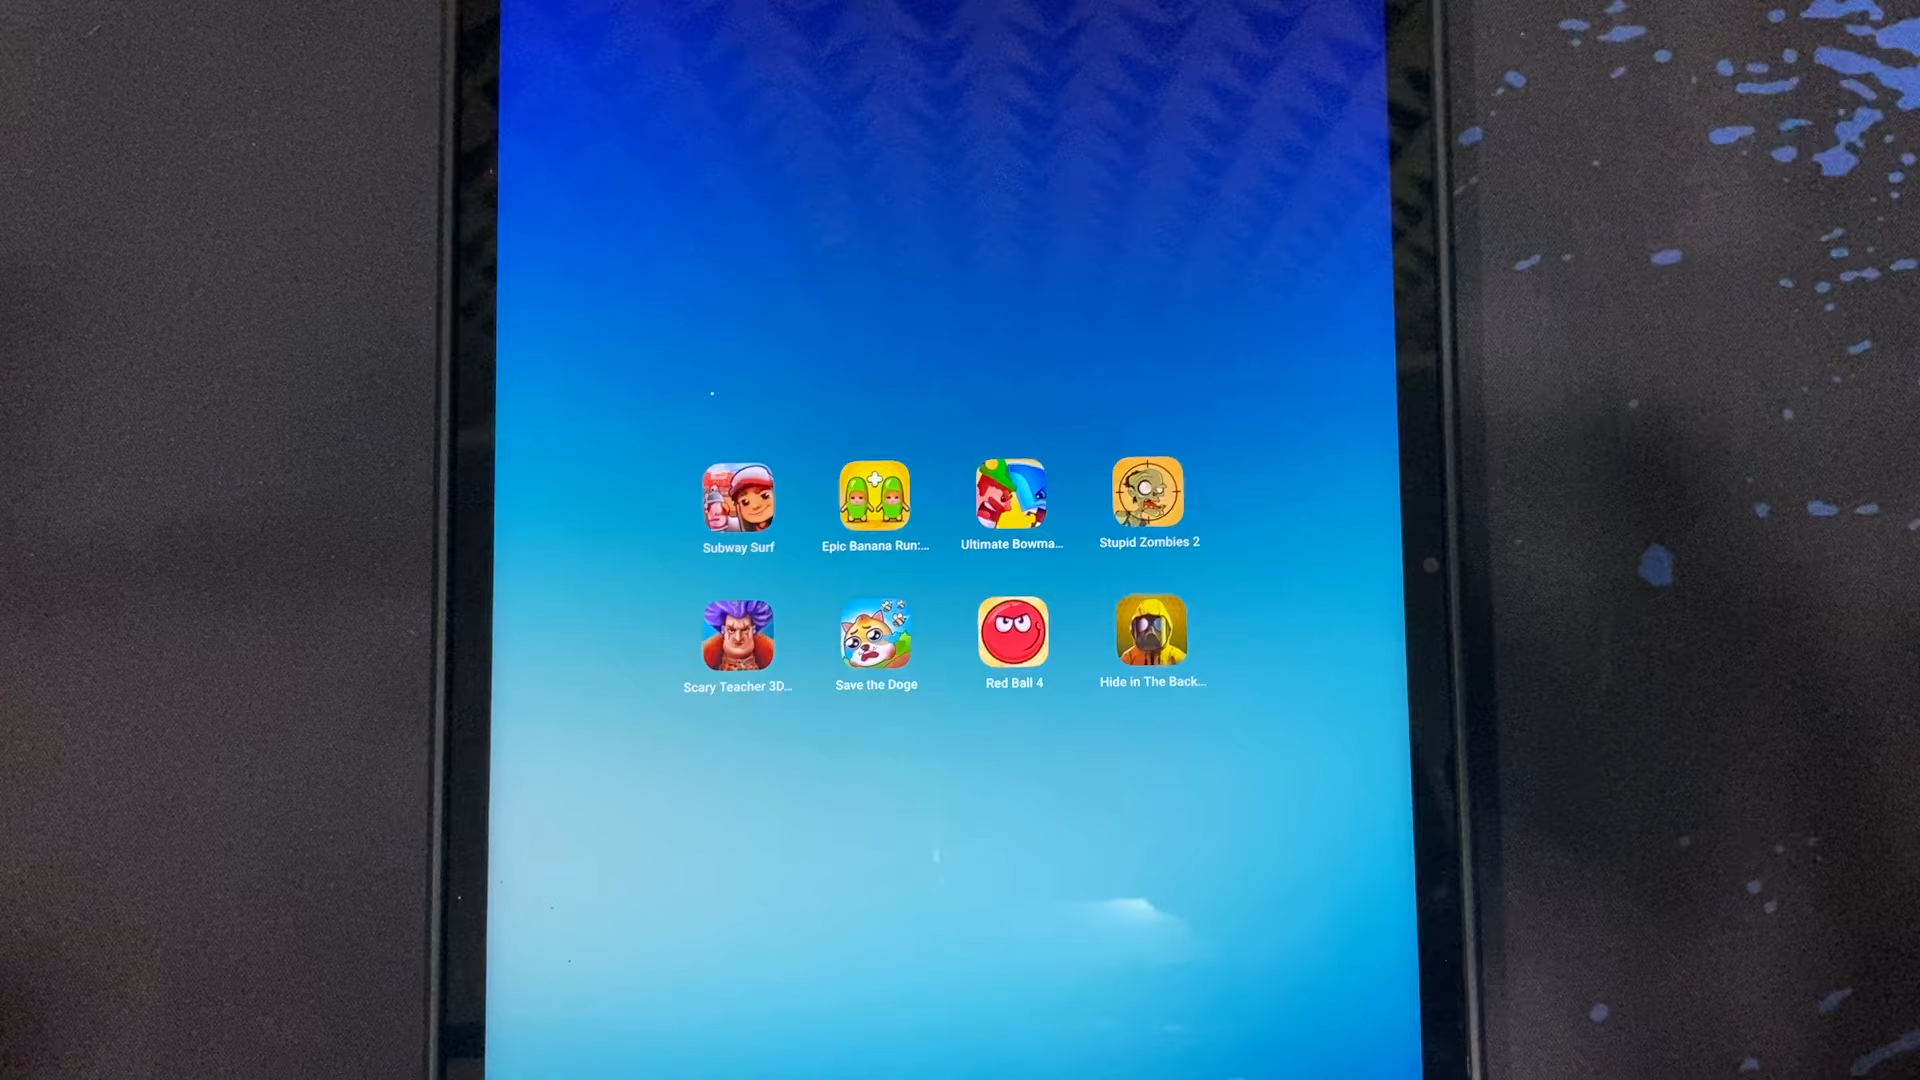 Subway Surf
Epic Banana Run:...
Ultimate Bowma...
Stupid Zombies 2
Scary Teacher 3D...
Save the Doge
Red Ball 4
Hide in The Back...